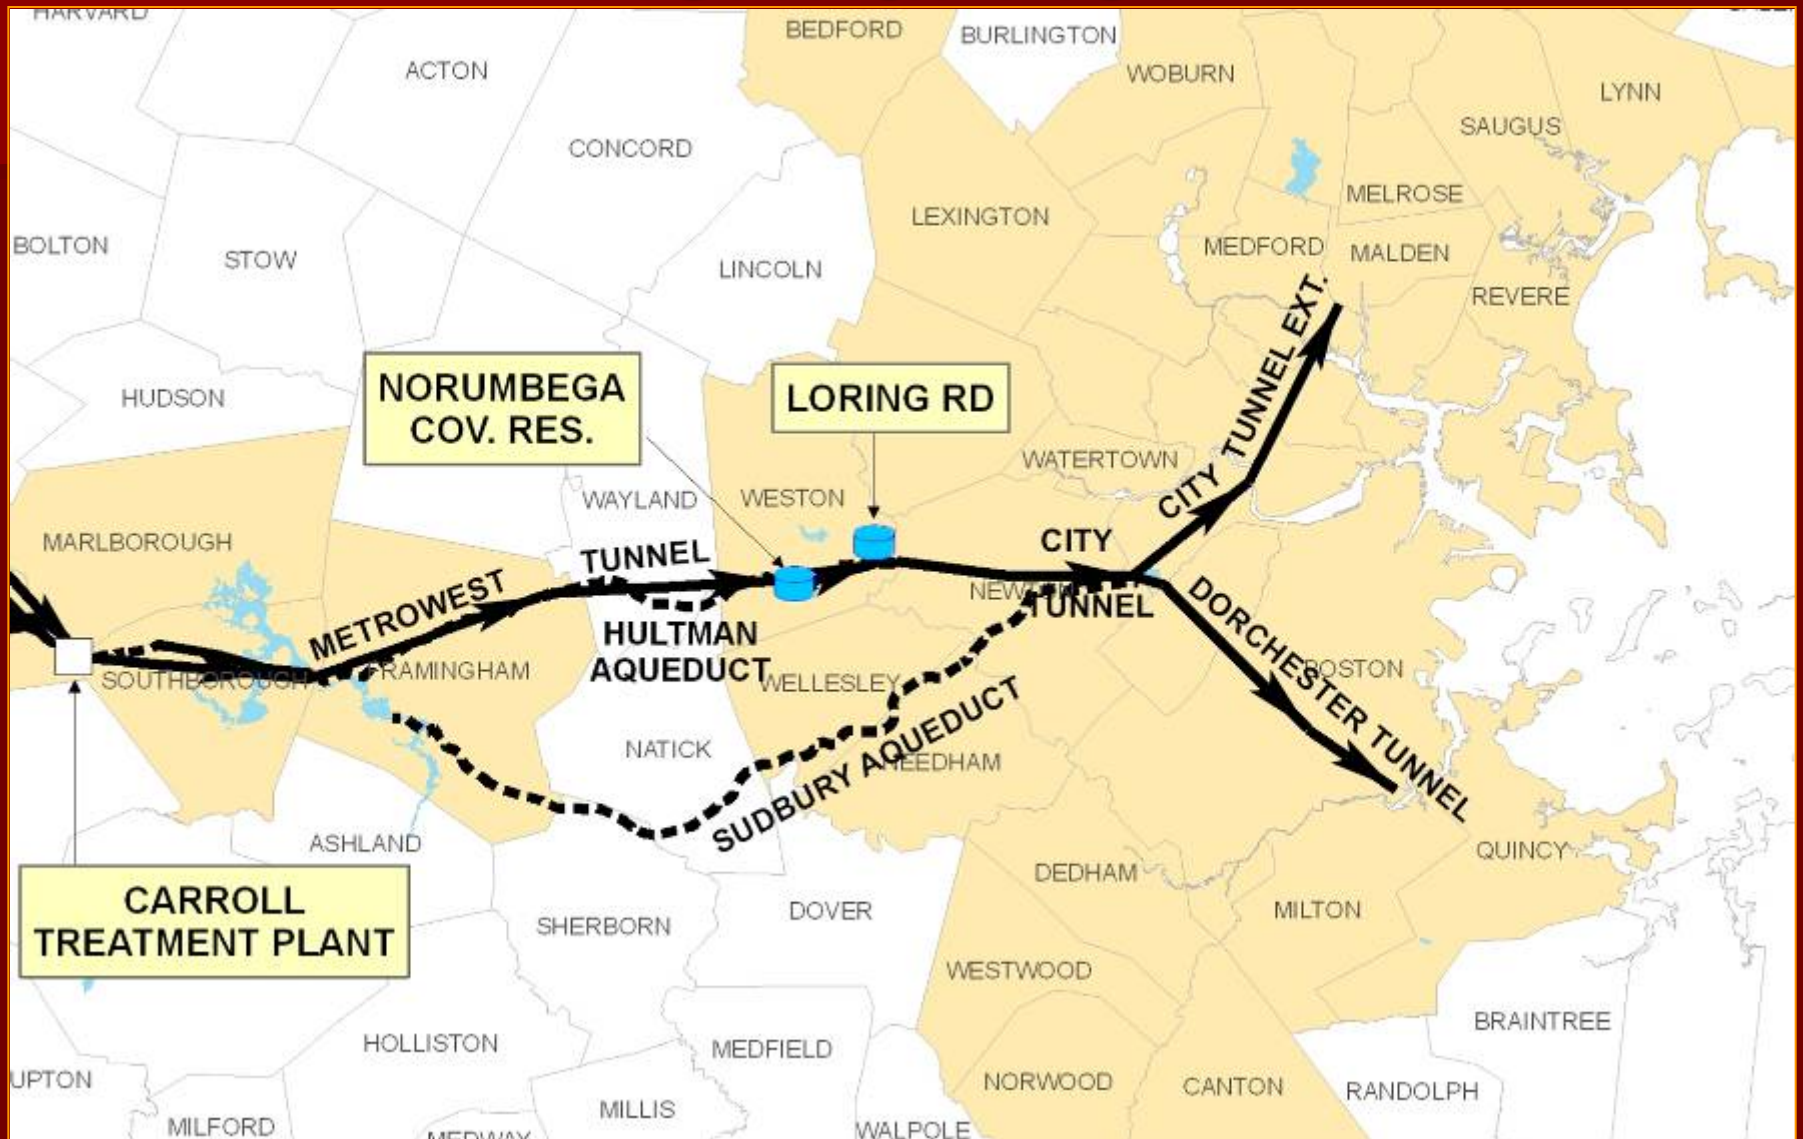 HARVARD
BEDFORD
BURLINGTON
ACTON
WOBURN
LYNN
SAUGUS
CONCORD
MELROSE
LEXINGTON
BOLTON
STOW
LINCOLN
MEDFORD
MALDEN
REVERE
NORUMBEGA
COV. RES.
LORING RD
HUDSON
CITY TUNNEL EXT.
WATERTOWN
WAYLAND
WESTON
MARLBOROUGH
CITY
TUNNEL
METROWEST
NEWTON
TUNNEL
HULTMAN
AQUEDUCT
DORCHESTER TUNNEL
SOUTHBOROUGH
FRAMINGHAM
WELLESLEY
BOSTON
NATICK
SUDBURY AQUEDUCT
NEEDHAM
ASHLAND
QUINCY
DEDHAM
CARROLL
TREATMENT PLANT
SHERBORN
DOVER
MILTON
WESTWOOD
BRAINTREE
HOLLISTON
MEDFIELD
UPTON
NORWOOD
CANTON
RANDOLPH
MILLIS
MILFORD
MEDWAY
WALPOLE